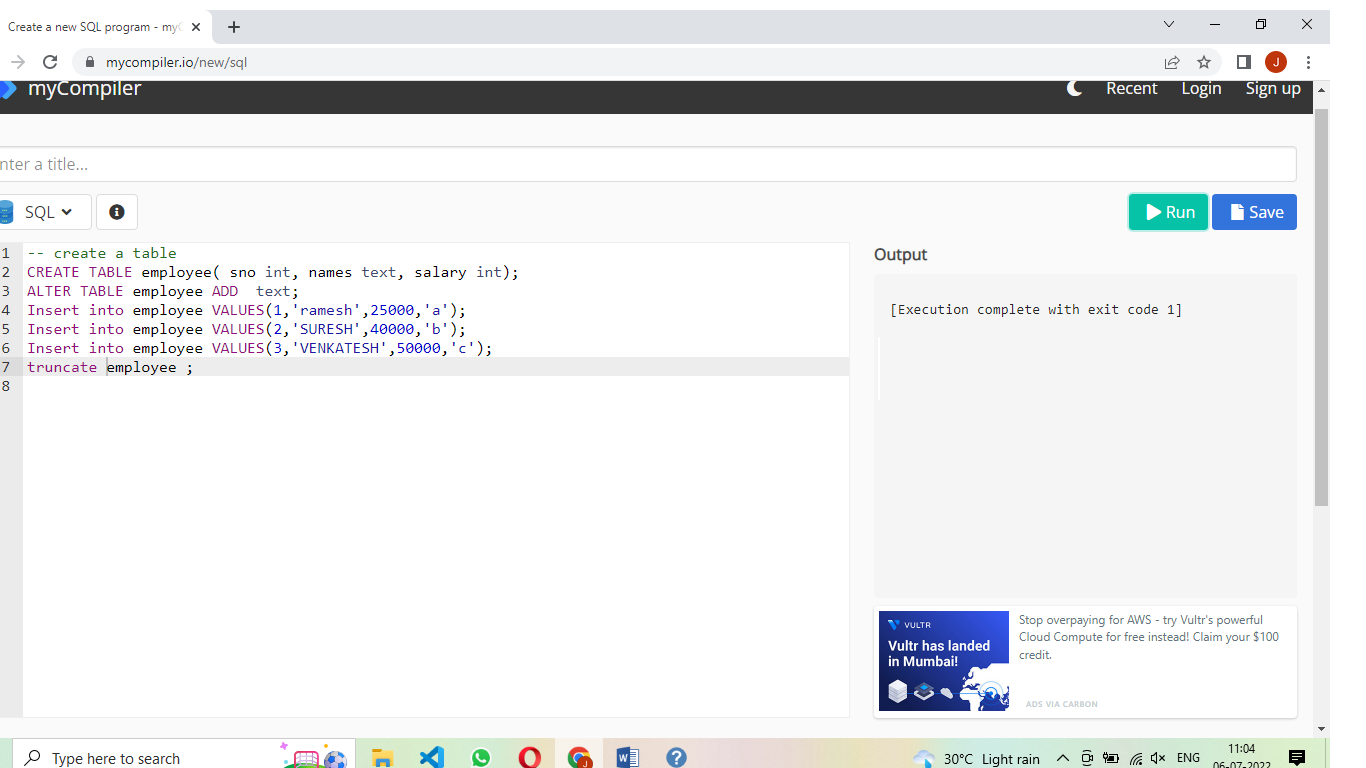 Create a new SQL program - myC
mycompiler.io/new/sql
J
myCompiler
Recent
Login
Sign up
nter a title...
SQL
Run
Save
1 -- create a table
2 CREATE TABLE employee( sno int, names text, salary int);
3 ALTER TABLE employee ADD  text;
4 Insert into employee VALUES(1,'ramesh',25000,'a');
5 Insert into employee VALUES(2,'SURESH',40000,'b');
6 Insert into employee VALUES(3,'VENKATESH',50000,'c');
7 truncate employee ;
8
Output
[Execution complete with exit code 1]
VULTR
Vultr has landed
in Mumbai!
Stop overpaying for AWS - try Vultr's powerful
Cloud Compute for free instead! Claim your $100
credit.
ADS VIA CARBON
Type here to search
30°C Light rain
ENG
11:04
06-07-2022